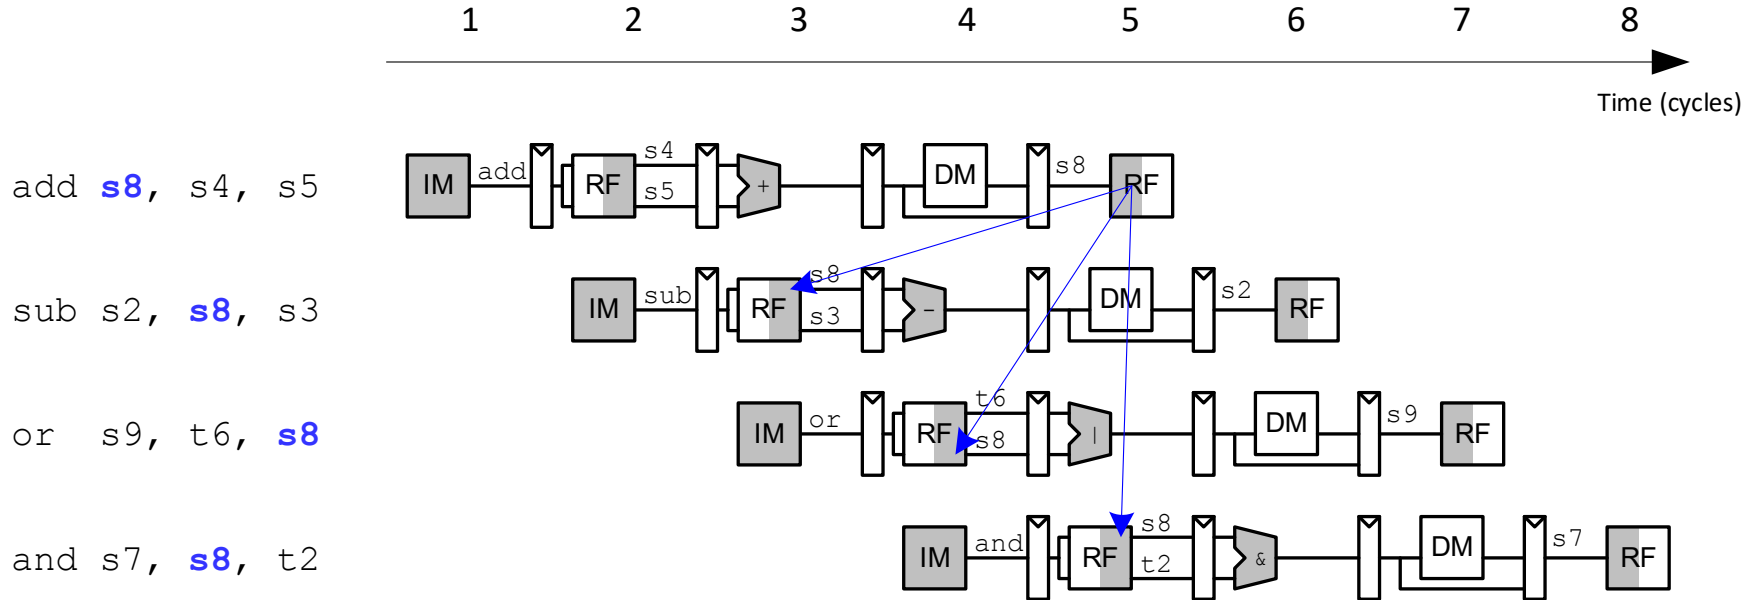 1 2 3 4 5 6 7 8
Time (cycles)
add s8, s4, s5 IM add RF s4 s5 + DM s8 RF
sub s2, s8, s3 IM sub RF s8 s3 - DM s2 RF
or s9, t6, s8 IM or RF t6 s8 | DM s9 RF
and s7, s8, t2 IM and RF s8 t2 & DM s7 RF